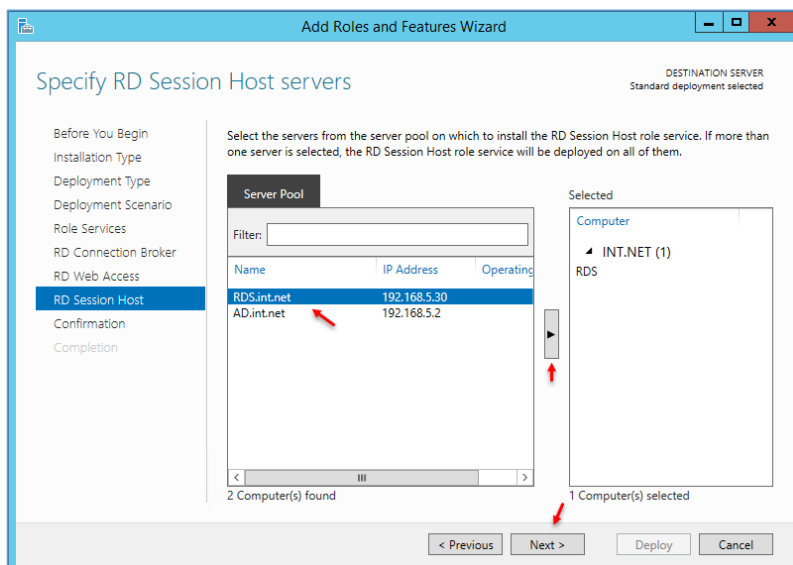 Add Roles and Features Wizard
Specify RD Session Host servers
DESTINATION SERVER
Standard deployment selected
Before You Begin
Installation Type
Deployment Type
Deployment Scenario
Role Services
RD Connection Broker
RD Web Access
RD Session Host
Confirmation
Completion
Select the servers from the server pool on which to install the RD Session Host role service. If more than
one server is selected, the RD Session Host role service will be deployed on all of them.
Server Pool
Filter:
Name IP Address Operating
RDS.int.net 192.168.5.30
AD.int.net 192.168.5.2
2 Computer(s) found
Selected
Computer
INT.NET (1)
RDS
1 Computer(s) selected
< Previous Next > Deploy Cancel